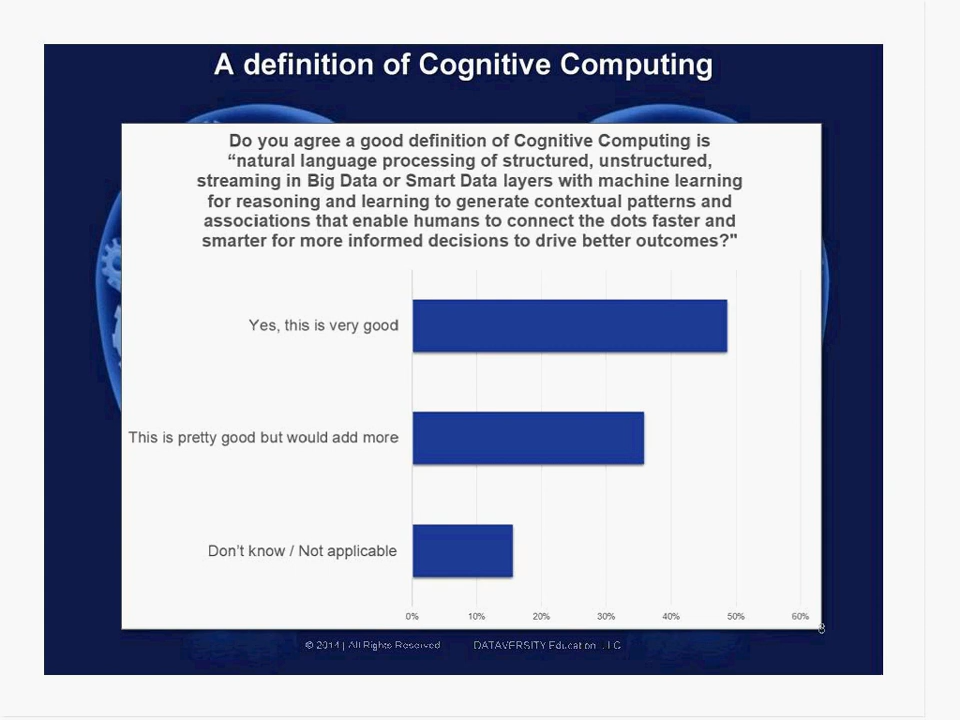 A definition of Cognitive Computing
Do you agree a good definition of Cognitive Computing is
“natural language processing of structured, unstructured,
streaming in Big Data or Smart Data layers with machine learning
for reasoning and learning to generate contextual patterns and
associations that enable humans to connect the dots faster and
smarter for more informed decisions to drive better outcomes?"
Yes, this is very good
This is pretty good but would add more
Don’t know / Not applicable
0% 10% 20% 30% 40% 50% 60%
8
© 2014 | All Rights Reserved DATAVERSITY Education, LLC